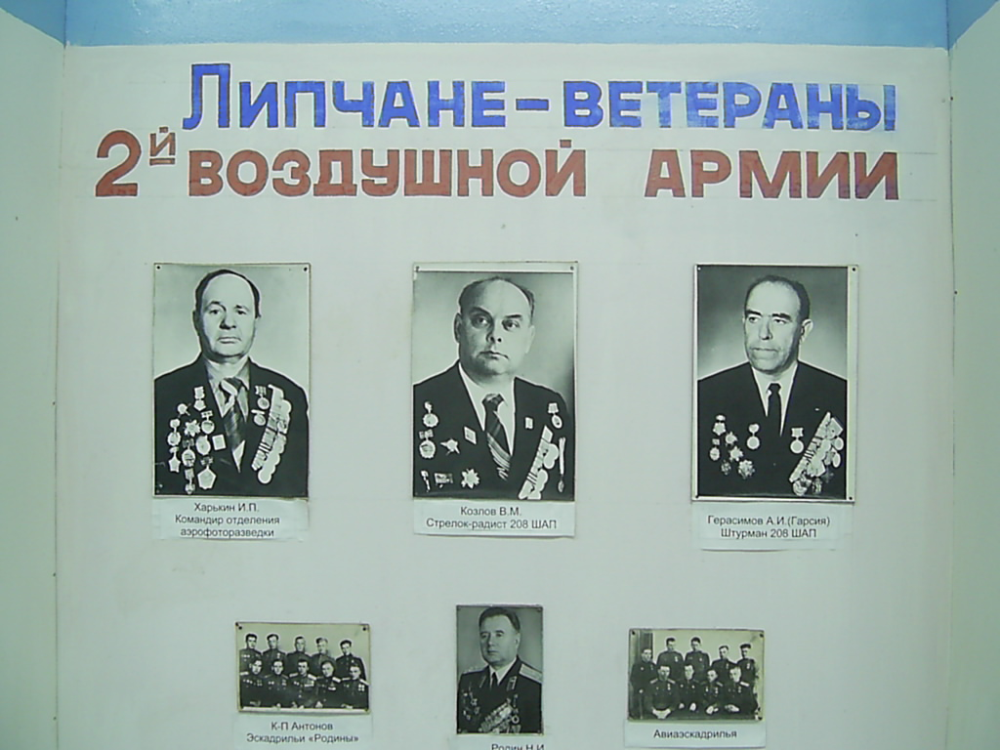 Липчане - ветераны
2й воздушной армии
Харькин И.П.
Командир отделения
аэрофоторазведки
Козлов В.М.
Стрелок-радист 208 ШАП
Герасимов А.И.(Гарсия)
Штурман 208 ШАП
К-П Антонов
Эскадрильи «Родины»
Родин Н.И.
Авиаэскадрилья